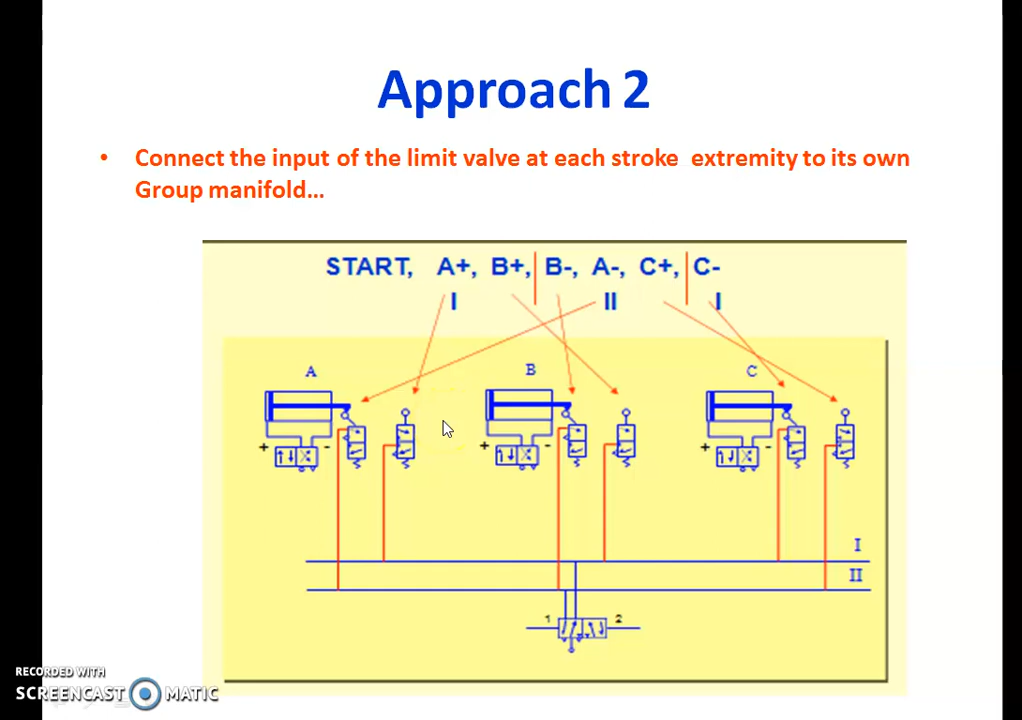 Approach 2
• Connect the input of the limit valve at each stroke extremity to its own
Group manifold...
START, A+, B+, B-, A-, C+, C-
I II I
A B C
+ - + - + -
I
II
1 2
RECORDED WITH
SCREENCAST MATIC